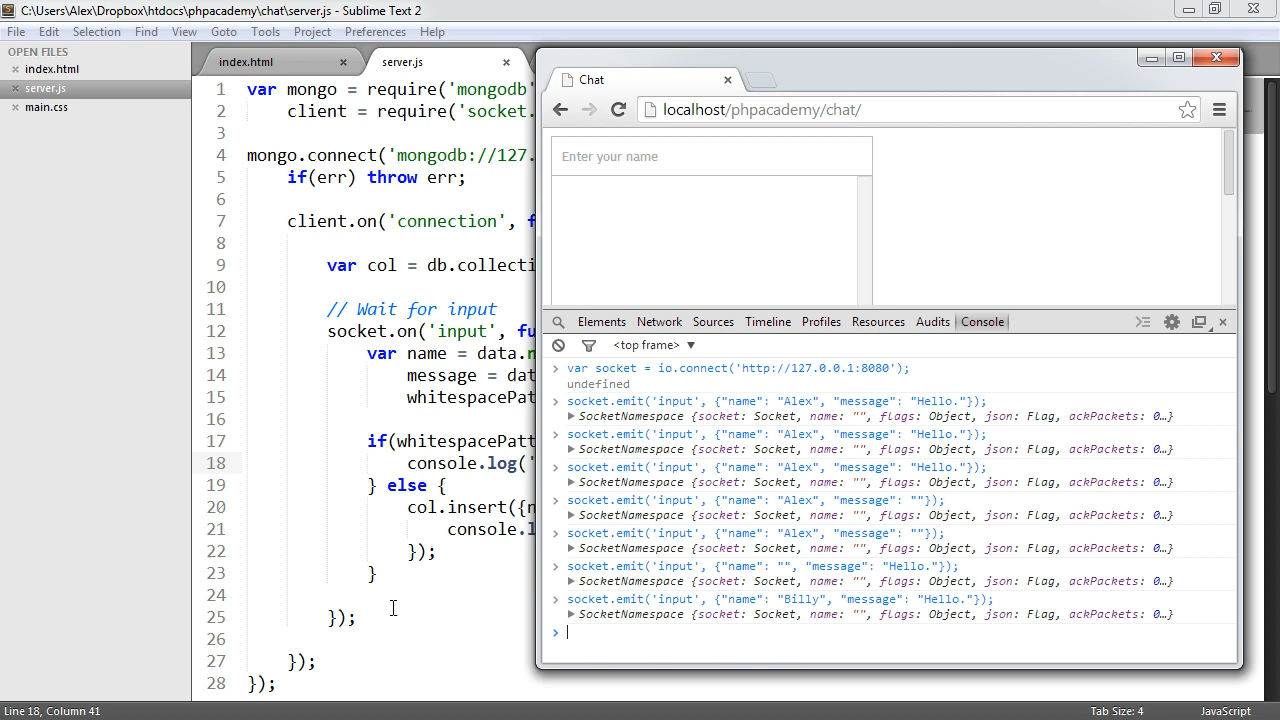 C:\Users\Alex\Dropbox\htdocs\phpacademy\chat\server.js - Sublime Text 2
File Edit Selection Find View Goto Tools Project Preferences Help
OPEN FILES
index.html
server.js
main.css
index.html
server.js
1 var mongo = require('mongodb'
2 client = require('socket.
3
4 mongo.connect('mongodb://127.
5 if(err) throw err;
6
7 client.on('connection', f
8
9 var col = db.collecti
10
11 // Wait for input
12 socket.on('input', fu
13 var name = data.n
14 message = dat
15 whitespacePat
16
17 if(whitespacePatt
18 console.log('
19 } else {
20 col.insert({n
21 console.l
22 });
23 }
24
25 });
26
27 });
28 });
Chat
localhost/phpacademy/chat/
Enter your name
Elements Network Sources Timeline Profiles Resources Audits Console
<top frame>
var socket = io.connect('http://127.0.0.1:8080');
undefined
socket.emit('input', {"name": "Alex", "message": "Hello."});
SocketNamespace {socket: Socket, name: "", flags: Object, json: Flag, ackPackets: 0…}
socket.emit('input', {"name": "Alex", "message": "Hello."});
SocketNamespace {socket: Socket, name: "", flags: Object, json: Flag, ackPackets: 0…}
socket.emit('input', {"name": "Alex", "message": "Hello."});
SocketNamespace {socket: Socket, name: "", flags: Object, json: Flag, ackPackets: 0…}
socket.emit('input', {"name": "Alex", "message": ""});
SocketNamespace {socket: Socket, name: "", flags: Object, json: Flag, ackPackets: 0…}
socket.emit('input', {"name": "Alex", "message": ""});
SocketNamespace {socket: Socket, name: "", flags: Object, json: Flag, ackPackets: 0…}
socket.emit('input', {"name": "", "message": "Hello."});
SocketNamespace {socket: Socket, name: "", flags: Object, json: Flag, ackPackets: 0…}
socket.emit('input', {"name": "Billy", "message": "Hello."});
SocketNamespace {socket: Socket, name: "", flags: Object, json: Flag, ackPackets: 0…}
Line 18, Column 41
Tab Size: 4
JavaScript